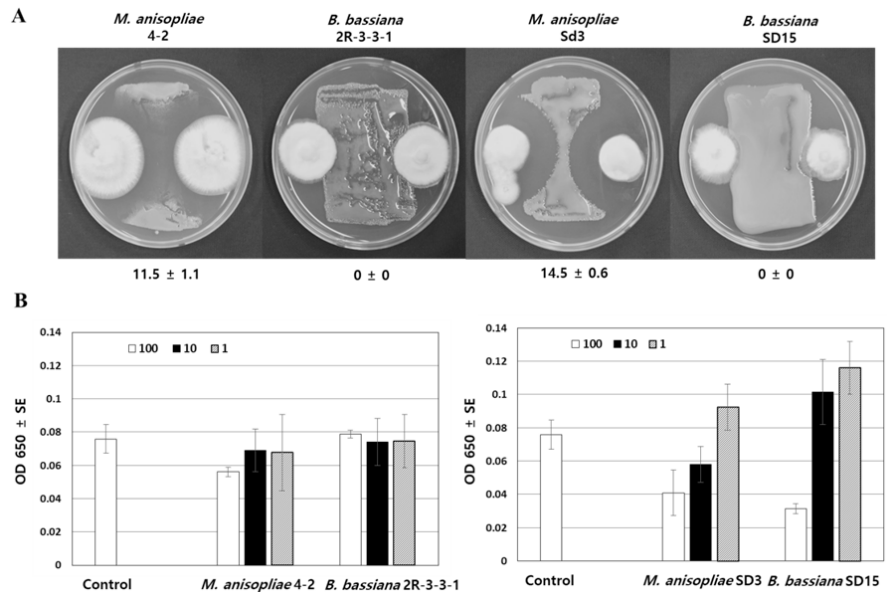 A
M. anisopliae
4-2
B. bassiana
2R-3-3-1
M. anisopliae
Sd3
B. bassiana
SD15
11.5 ± 1.1
0 ± 0
14.5 ± 0.6
0 ± 0
B
0.14
0.12
0.1
0.08
0.06
0.04
0.02
0
OD 650 ± SE
100 10 1
Control
M. anisopliae 4-2
B. bassiana 2R-3-3-1
0.14
0.12
0.1
0.08
0.06
0.04
0.02
0
OD 650 ± SE
100 10 1
Control
M. anisopliae SD3
B. bassiana SD15